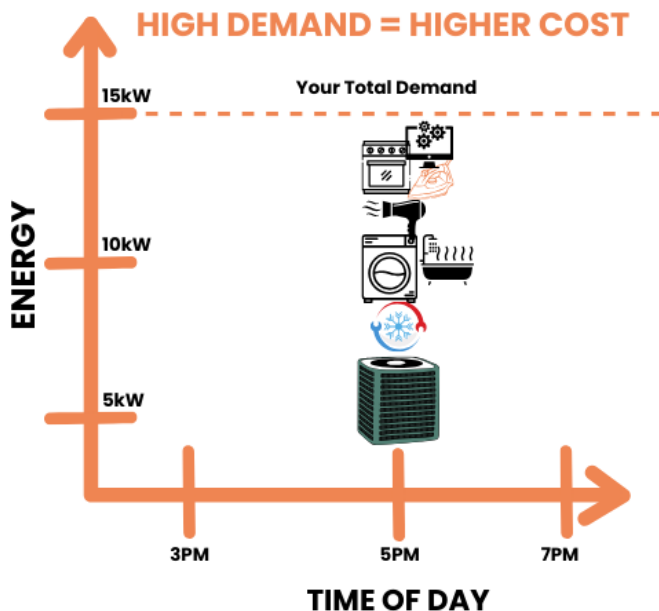 HIGH DEMAND = HIGHER COST
Your Total Demand
15kW
10kW
5kW
ENERGY
3PM
5PM
7PM
TIME OF DAY